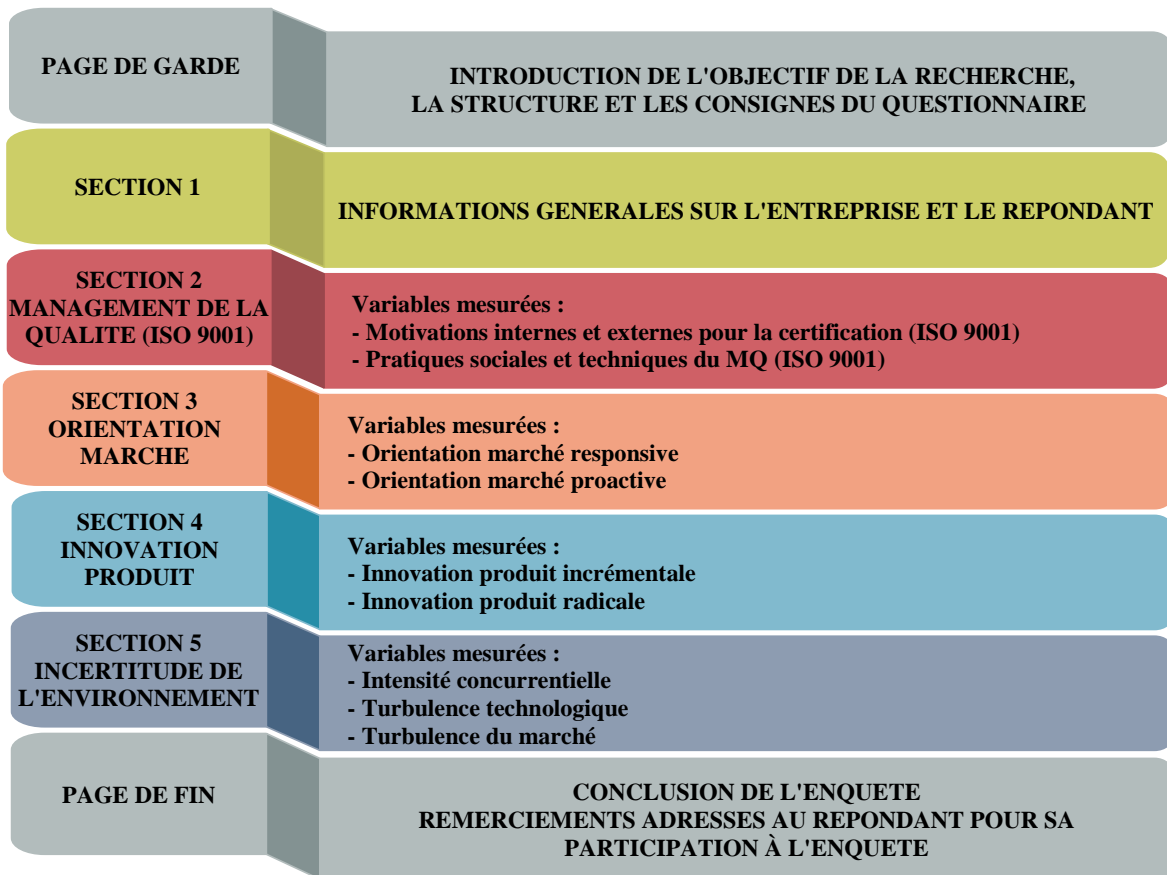 PAGE DE GARDE
INTRODUCTION DE L'OBJECTIF DE LA RECHERCHE,
LA STRUCTURE ET LES CONSIGNES DU QUESTIONNAIRE
SECTION 1
INFORMATIONS GENERALES SUR L'ENTREPRISE ET LE REPONDANT
SECTION 2
MANAGEMENT DE LA
QUALITE (ISO 9001)
Variables mesurées :
- Motivations internes et externes pour la certification (ISO 9001)
- Pratiques sociales et techniques du MQ (ISO 9001)
SECTION 3
ORIENTATION
MARCHE
Variables mesurées :
- Orientation marché responsive
- Orientation marché proactive
SECTION 4
INNOVATION
PRODUIT
Variables mesurées :
- Innovation produit incrémentale
- Innovation produit radicale
SECTION 5
INCERTITUDE DE
L'ENVIRONNEMENT
Variables mesurées :
- Intensité concurrentielle
- Turbulence technologique
- Turbulence du marché
PAGE DE FIN
CONCLUSION DE L'ENQUETE
REMERCIEMENTS ADRESSES AU REPONDANT POUR SA
PARTICIPATION À L'ENQUETE